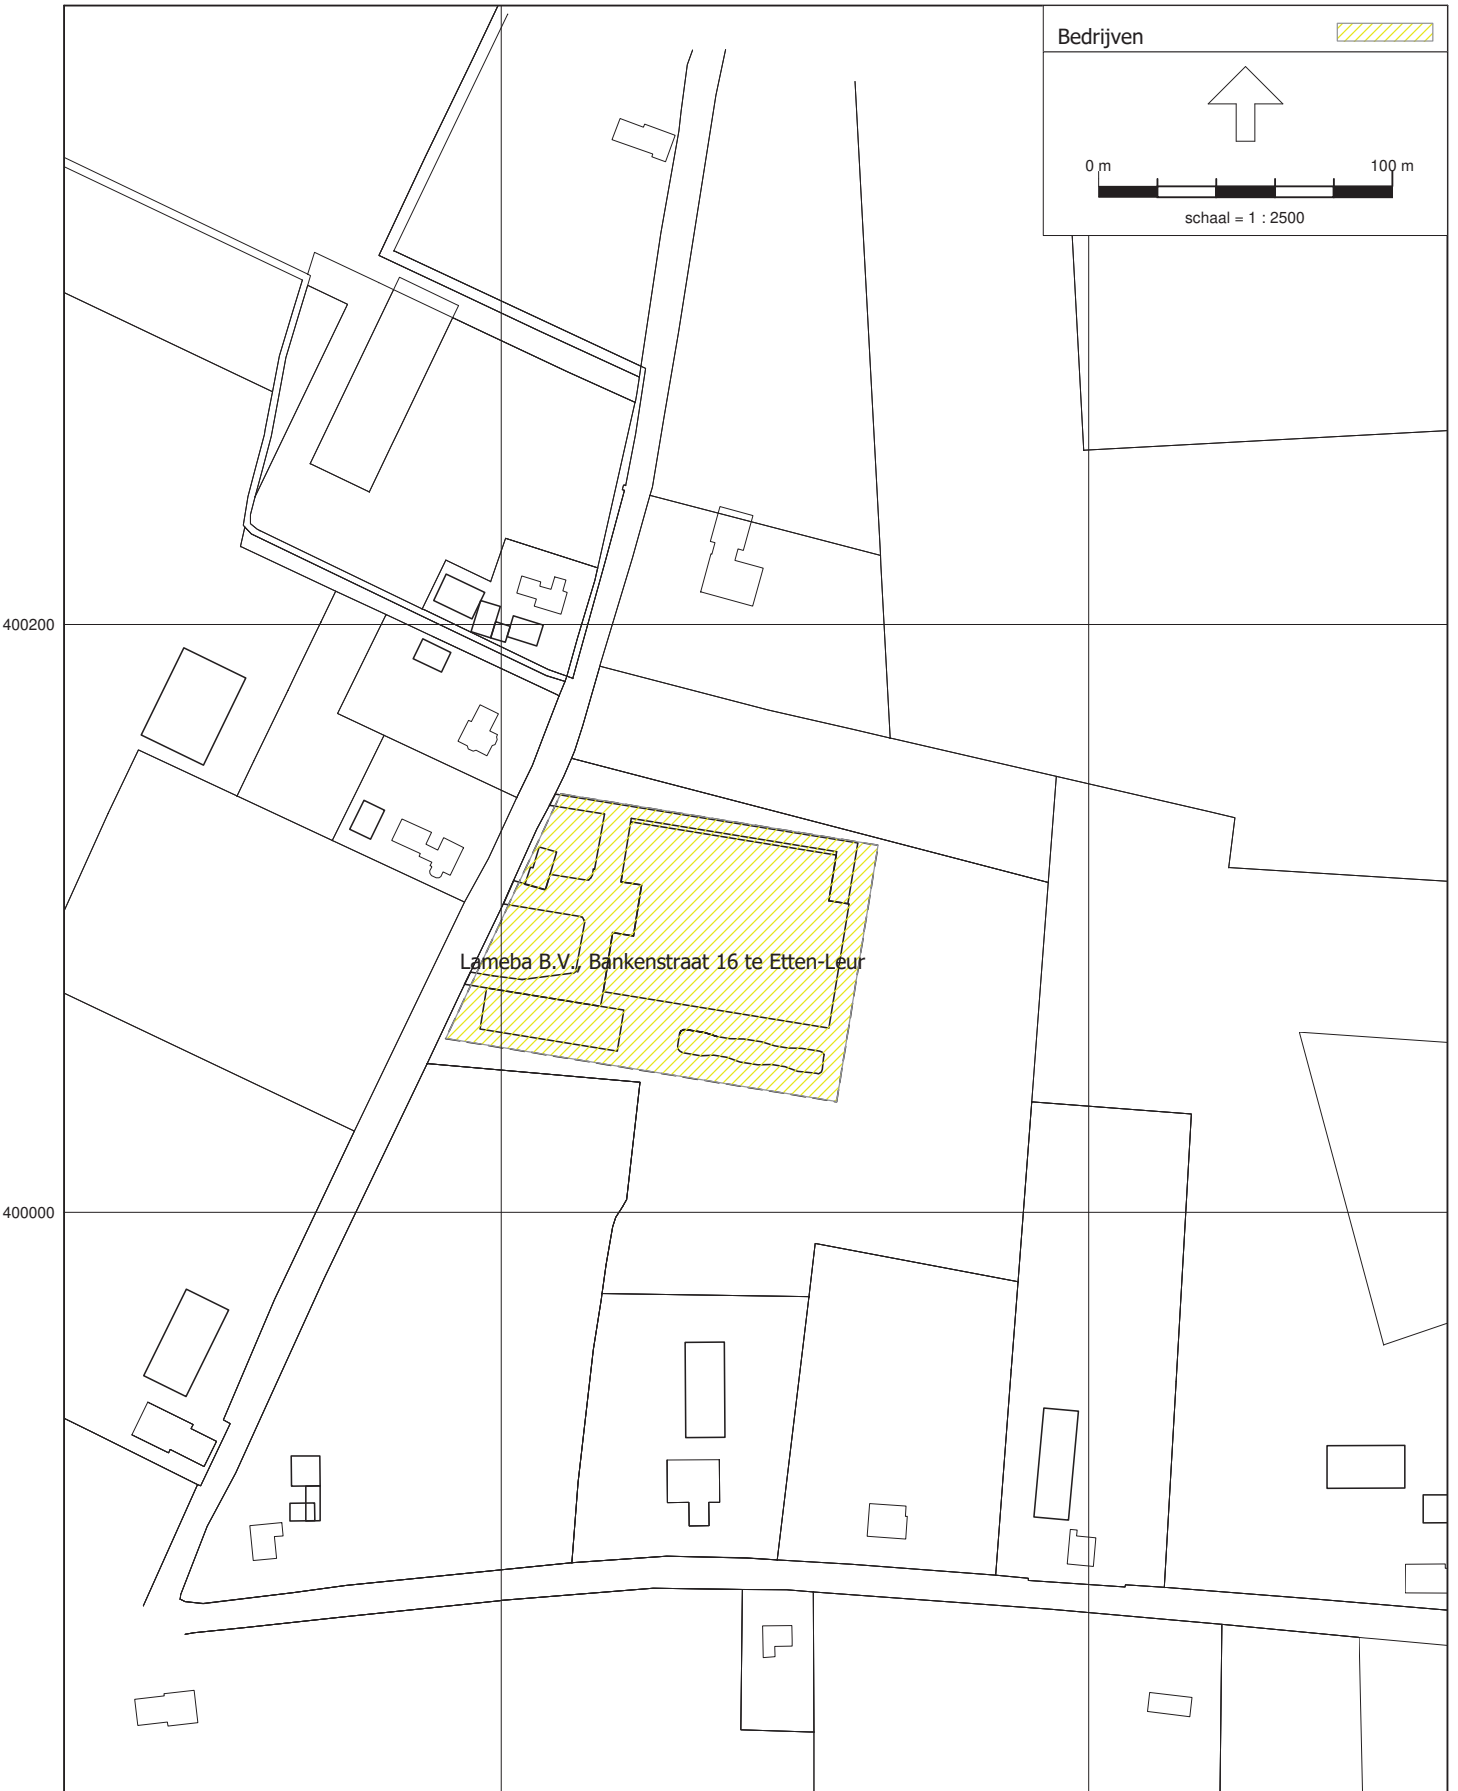 Bedrijven
0 m 100 m
schaal = 1 : 2500
400200
Lameba B.V., Bankenstraat 16 te Etten-Leur
400000